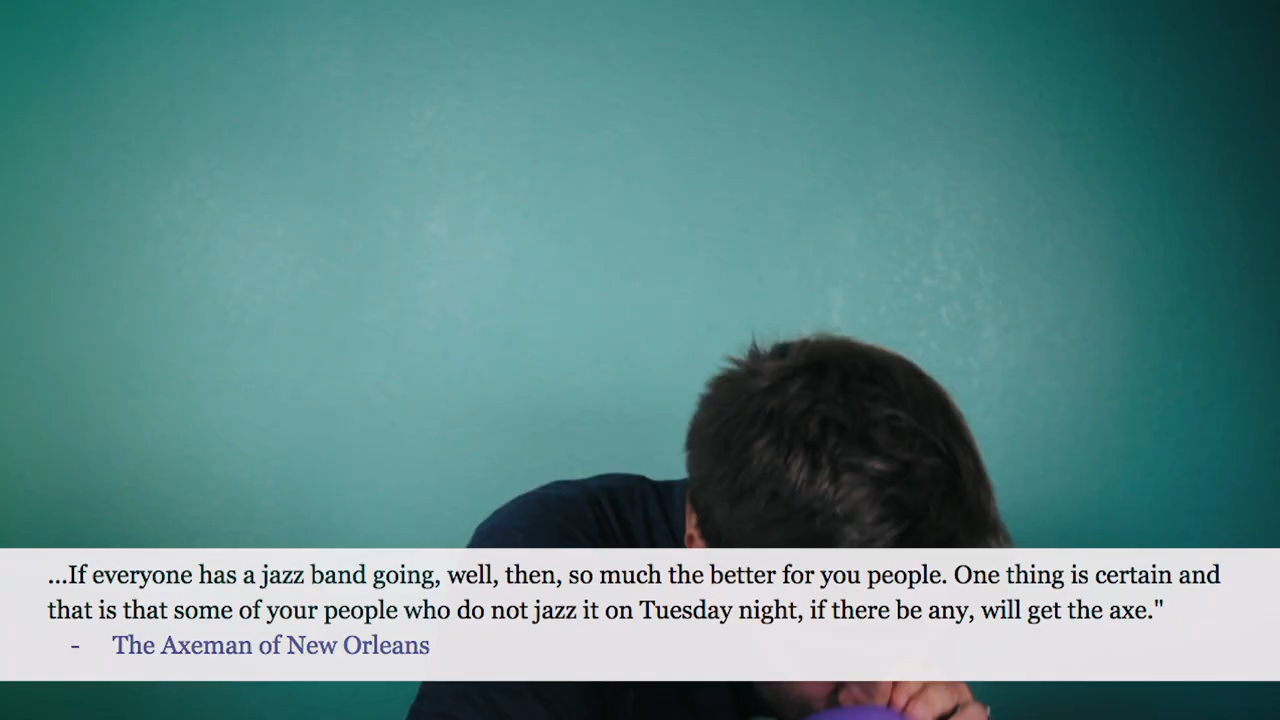 ...If everyone has a jazz band going, well, then, so much the better for you people. One thing is certain and
that is that some of your people who do not jazz it on Tuesday night, if there be any, will get the axe."
- The Axeman of New Orleans